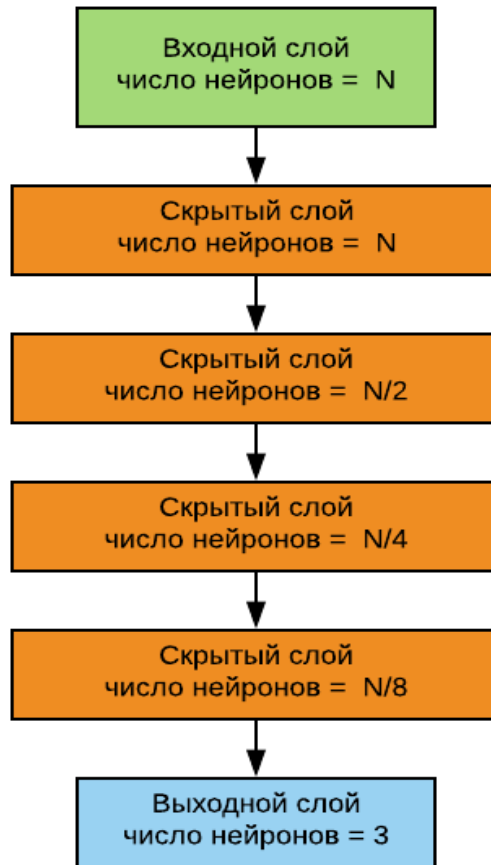 Входной слой
число нейронов = N
Скрытый слой
число нейронов = N
Скрытый слой
число нейронов = N/2
Скрытый слой
число нейронов = N/4
Скрытый слой
число нейронов = N/8
Выходной слой
число нейронов = 3